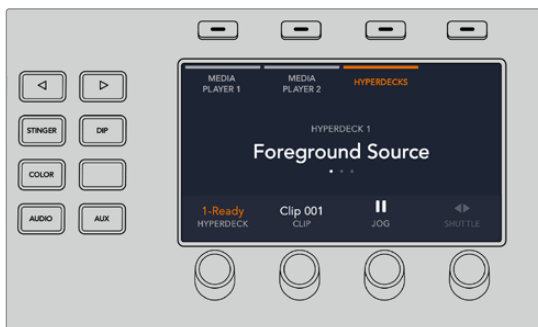 MEDIA
PLAYER 1
MEDIA
PLAYER 2
HYPERDECKS
STINGER
DIP
COLOR
AUDIO
AUX
HYPERDECK 1
Foreground Source
1-Ready
HYPERDECK
Clip 001
CLIP
JOG
SHUTTLE